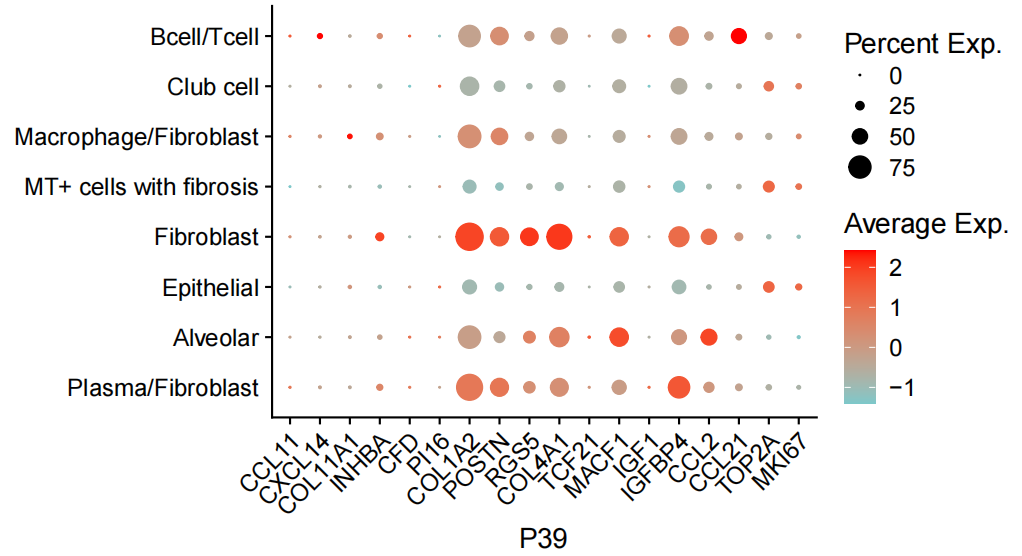 Bcell/Tcell
Club cell
Macrophage/Fibroblast
MT+ cells with fibrosis
Fibroblast
Epithelial
Alveolar
Plasma/Fibroblast
CCL11
CXCL14
COL11A1
INHBA
CFD
PI16
COL1A2
POSTN
RGS5
COL4A1
TCF21
MACF1
IGF1
IGFBP4
CCL2
CCL21
TOP2A
MKI67
P39
Percent Exp.
0
25
50
75
Average Exp.
2
1
0
−1